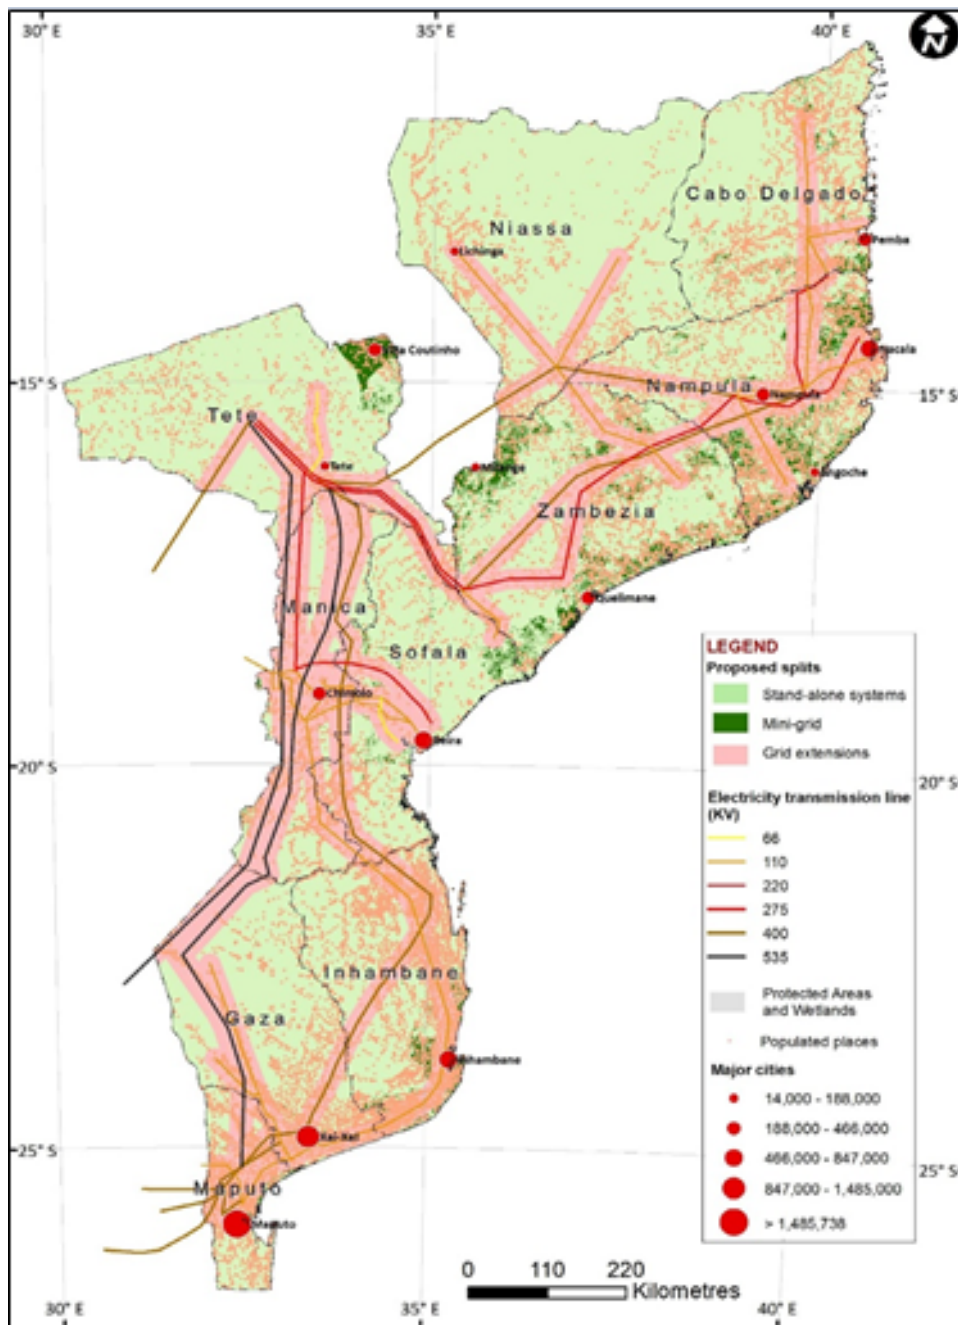 30° E 35° E 40° E
N
Cabo Delgado
Niassa
Pemba
Lichinga
Vila Coutinho
Nacala
15° S 15° S
Nampula
Nampula
Tete
Tete
Milange
Angoche
Zambezia
Quelimane
Manica
Sofala
Chimoio
Beira
20° S 20° S
Inhambane
Gaza
Inhambane
Xai-Xai
25° S 25° S
Maputo
Maputo
LEGEND
Proposed splits
Stand-alone systems
Mini-grid
Grid extensions
Electricity transmission line
(KV)
66
110
220
275
400
535
Protected Areas
and Wetlands
Populated places
Major cities
14,000 - 188,000
188,000 - 466,000
466,000 - 847,000
847,000 - 1,485,000
> 1,485,738
0 110 220
Kilometres
30° E 35° E 40° E